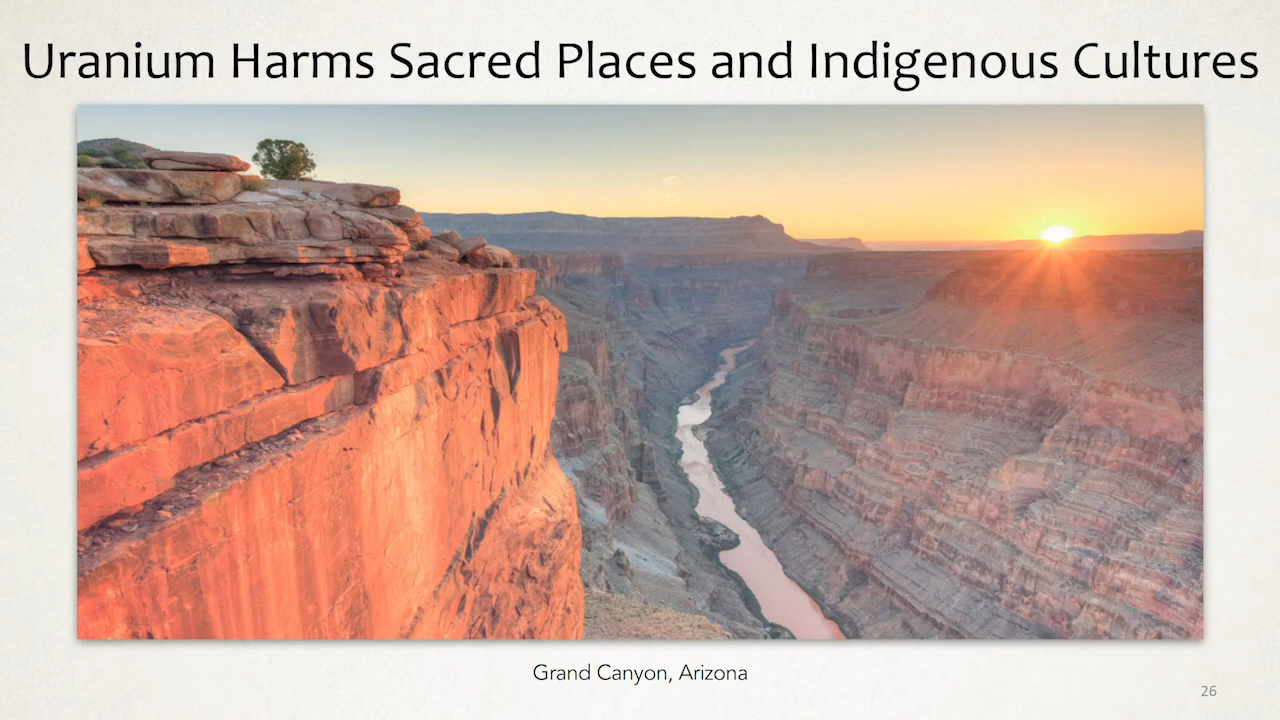 Uranium Harms Sacred Places and Indigenous Cultures
Grand Canyon, Arizona
26